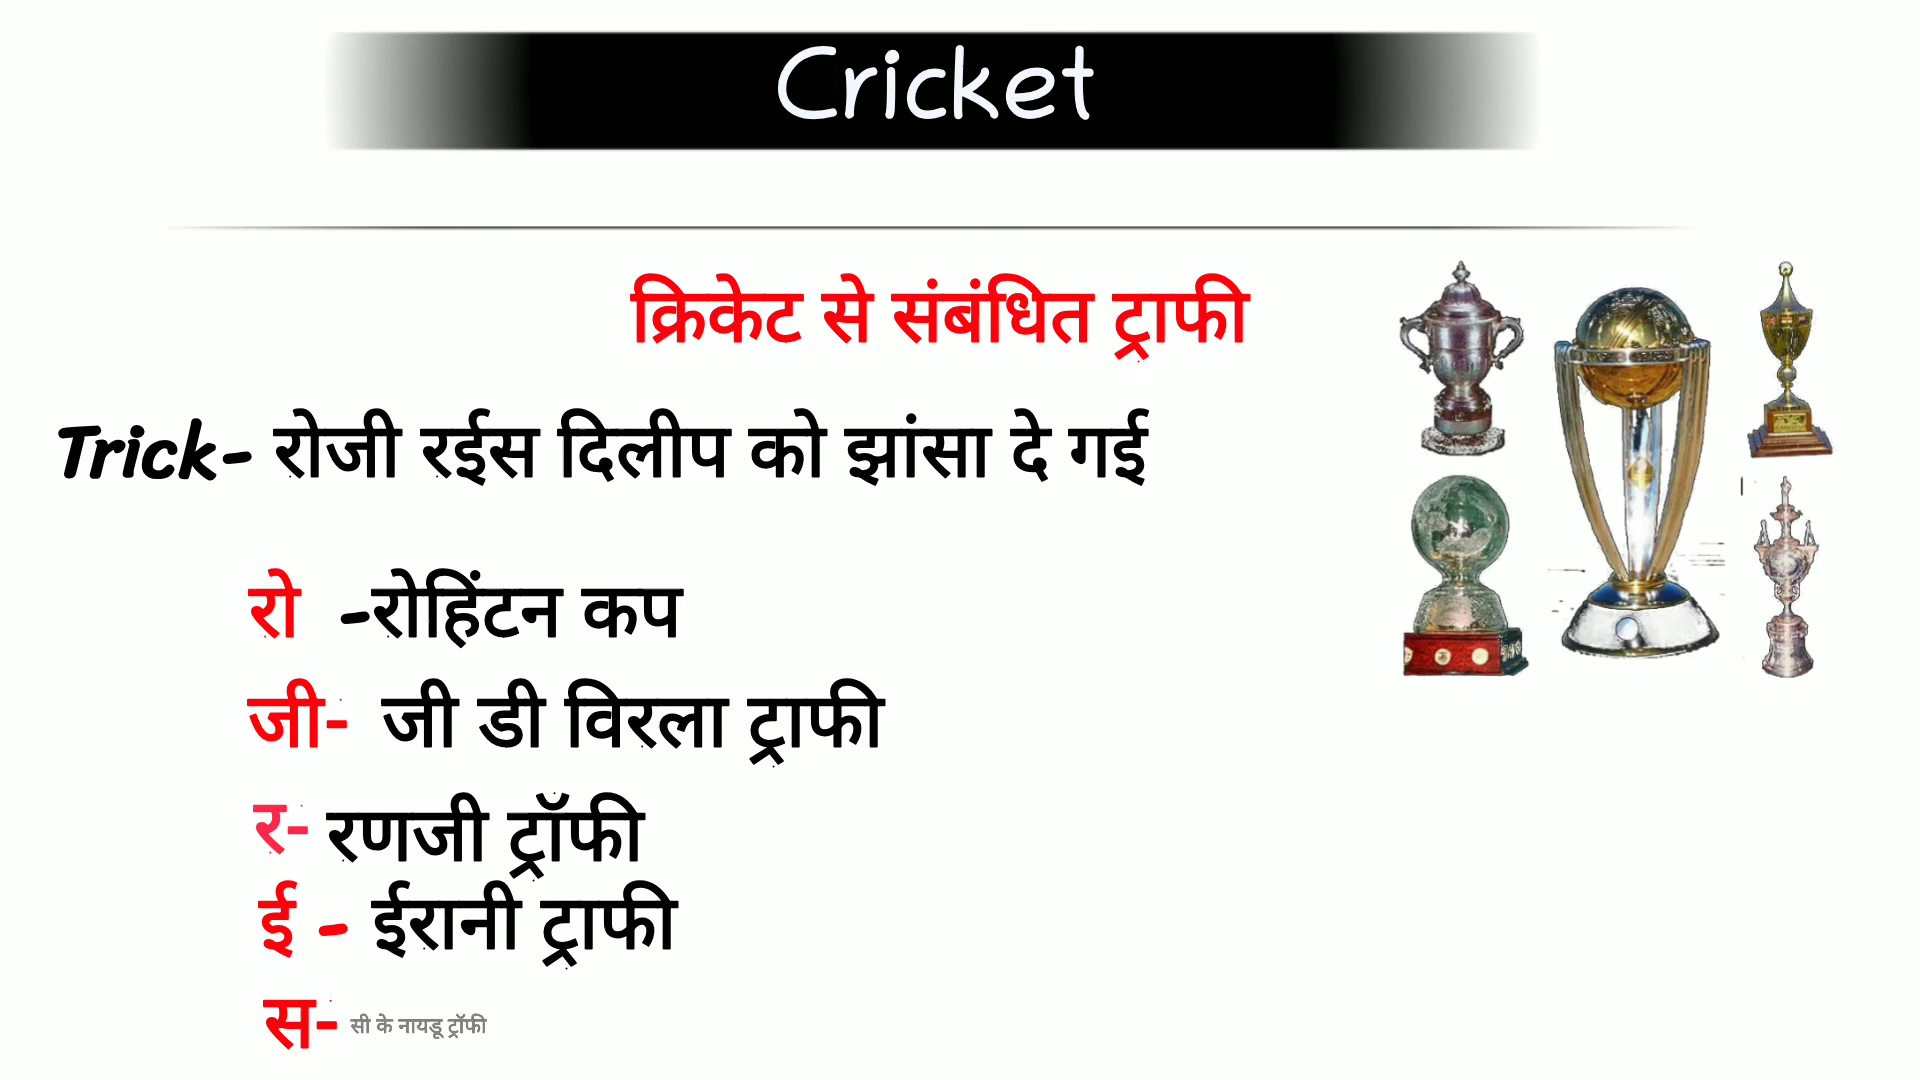 Cricket
क्रिकेट से संबंधित ट्राफी
Trick- रोजी रईस दिलीप को झांसा दे गई
रो -रोहिंटन कप
जी- जी डी विरला ट्राफी
र- रणजी ट्रॉफी
ई - ईरानी ट्राफी
स- सी के नायडू ट्रॉफी